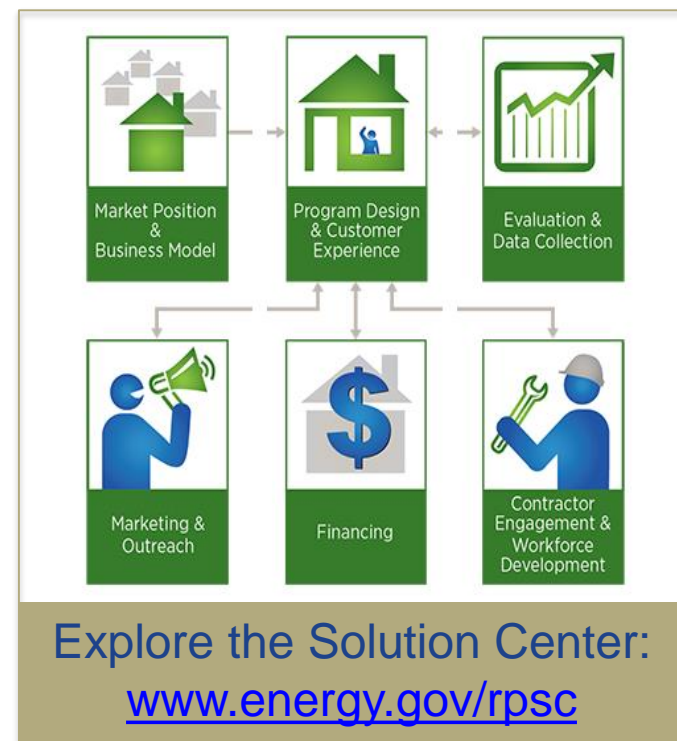 Market Position
&
Business Model
Program Design
& Customer
Experience
Evaluation &
Data Collection
Marketing &
Outreach
$
Financing
Contractor
Engagement &
Workforce
Development
Explore the Solution Center:
www.energy.gov/rpsc